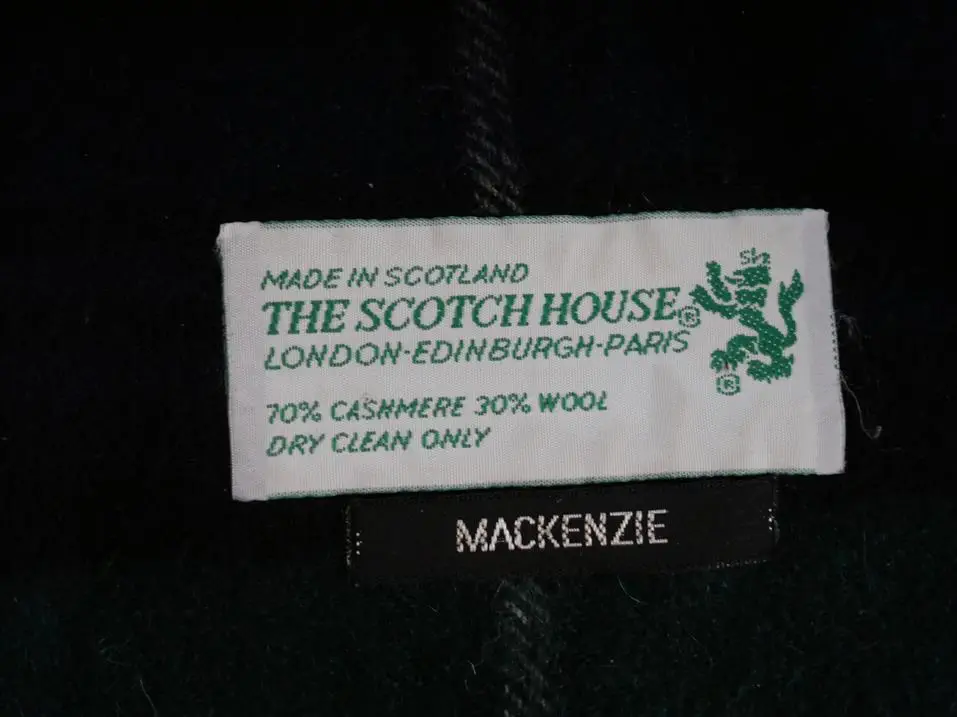 MADE IN SCOTLAND
THE SCOTCH HOUSE®
LONDON-EDINBURGH-PARIS
70% CASHMERE 30% WOOL
DRY CLEAN ONLY
®
MACKENZIE